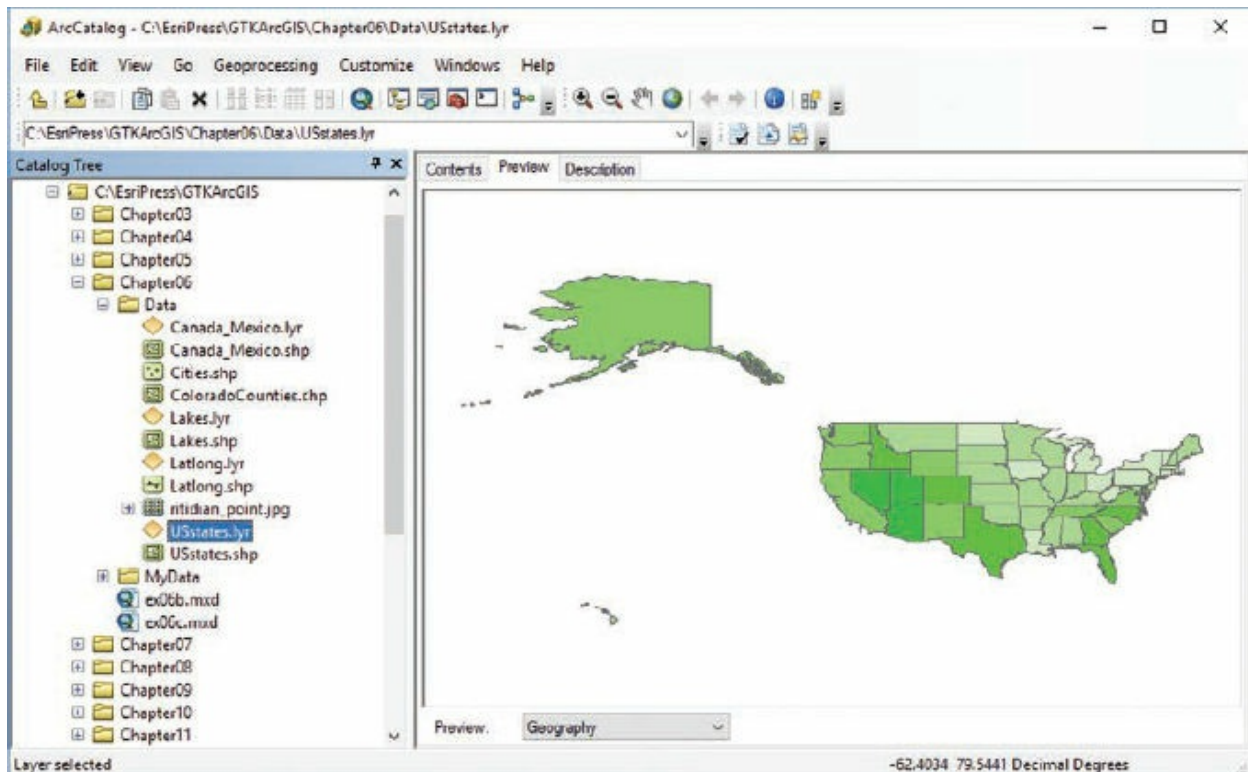 ArcCatalog - C:\EsriPress\GTKArcGIS\Chapter06\Data\USstates.lyr
File Edit View Go Geoprocessing Customize Windows Help
C:\EsriPress\GTKArcGIS\Chapter06\Data\USstates.lyr
Catalog Tree
Contents Preview Description
C:\EsriPress\GTKArcGIS
Chapter03
Chapter04
Chapter05
Chapter06
Data
Canada_Mexico.lyr
Canada_Mexico.shp
Cities.shp
ColoradoCounties.shp
Lakes.lyr
Lakes.shp
Latlong.lyr
Latlong.shp
ritidian_point.jpg
USstates.lyr
USstates.shp
MyData
ex06b.mxd
ex06c.mxd
Chapter07
Chapter08
Chapter09
Chapter10
Chapter11
Preview: Geography
Layer selected
-62.4034 79.5441 Decimal Degrees